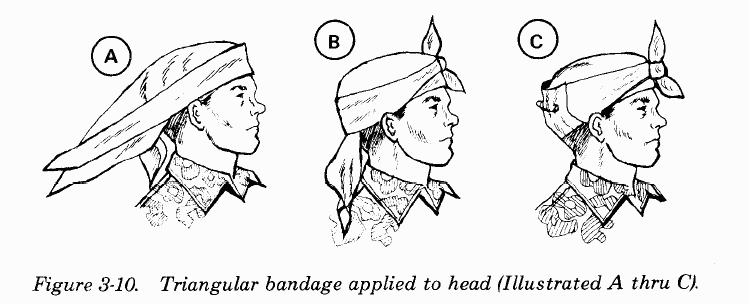 A B C
Figure 3-10. Triangular bandage applied to head (Illustrated A thru C).